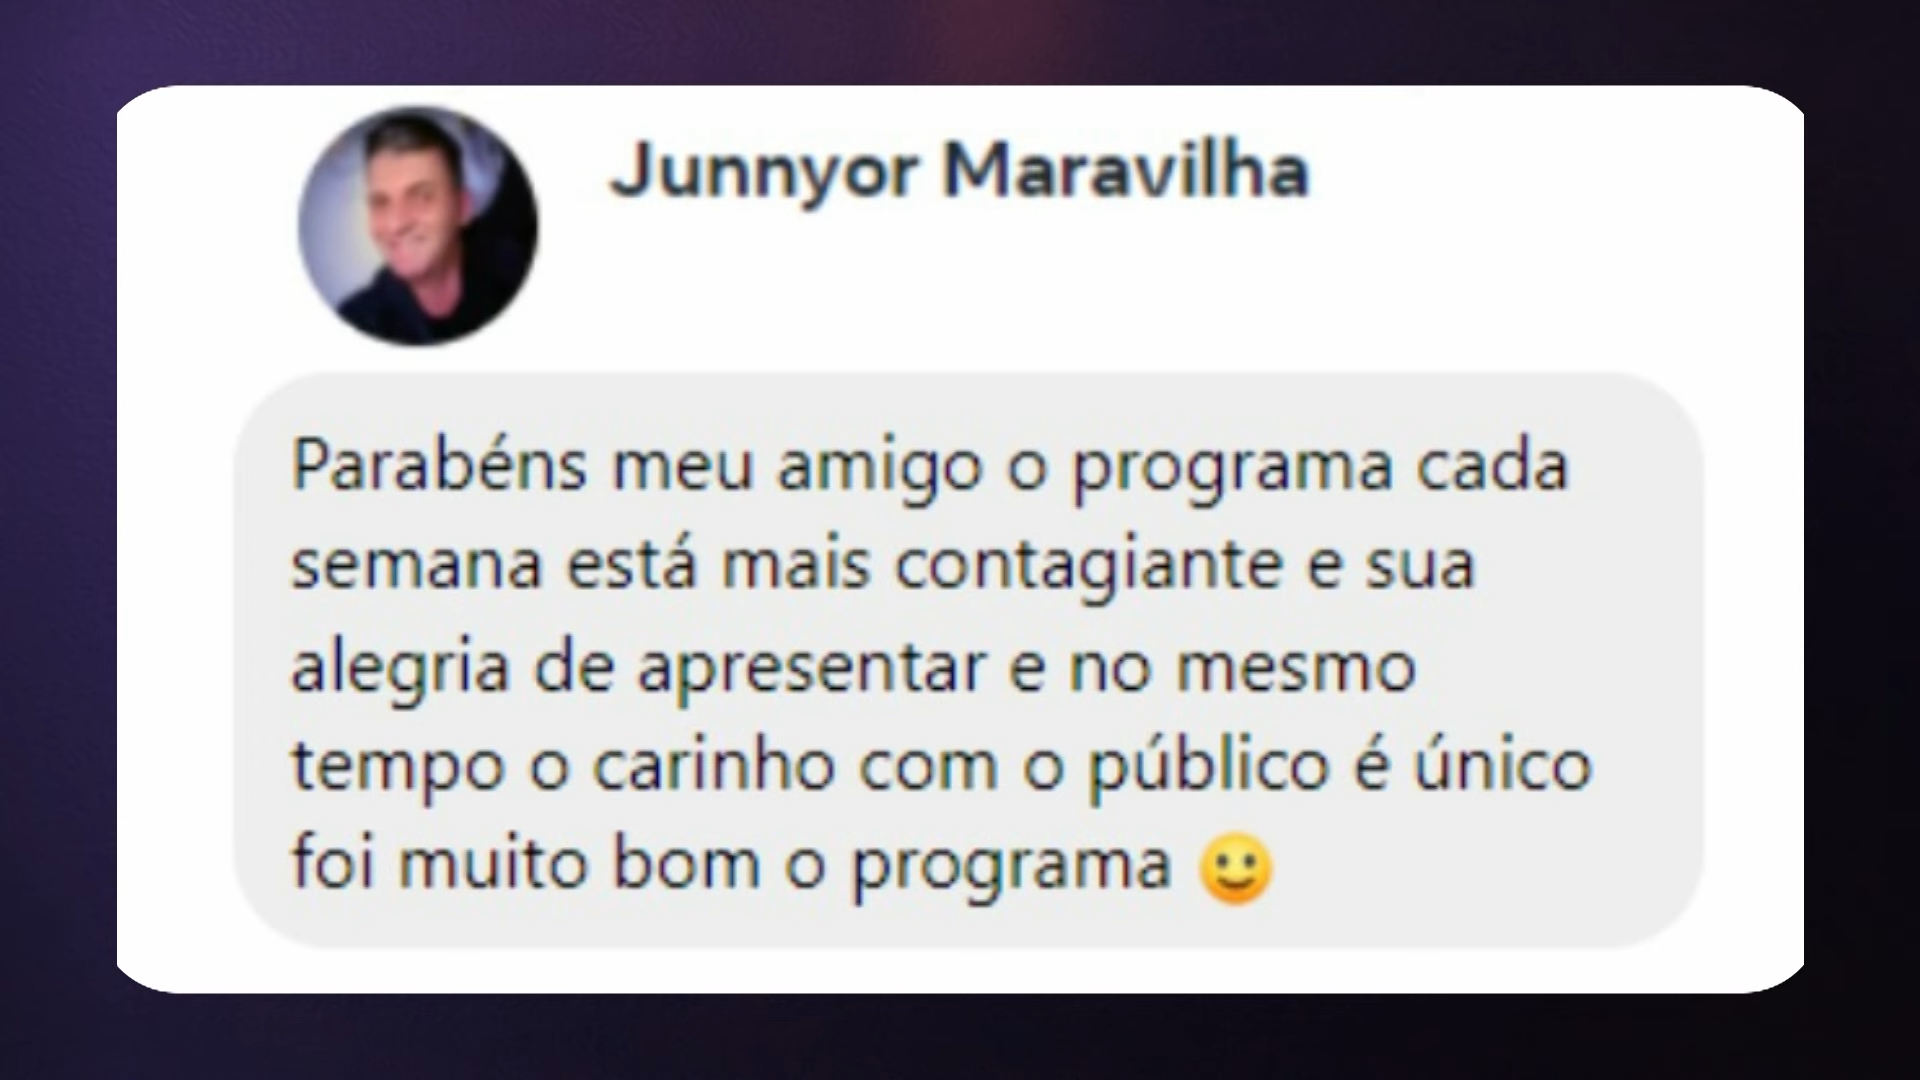 Junnyor Maravilha
Parabéns meu amigo o programa cada
semana está mais contagiante e sua
alegria de apresentar e no mesmo
tempo o carinho com o público é único
foi muito bom o programa 🙂